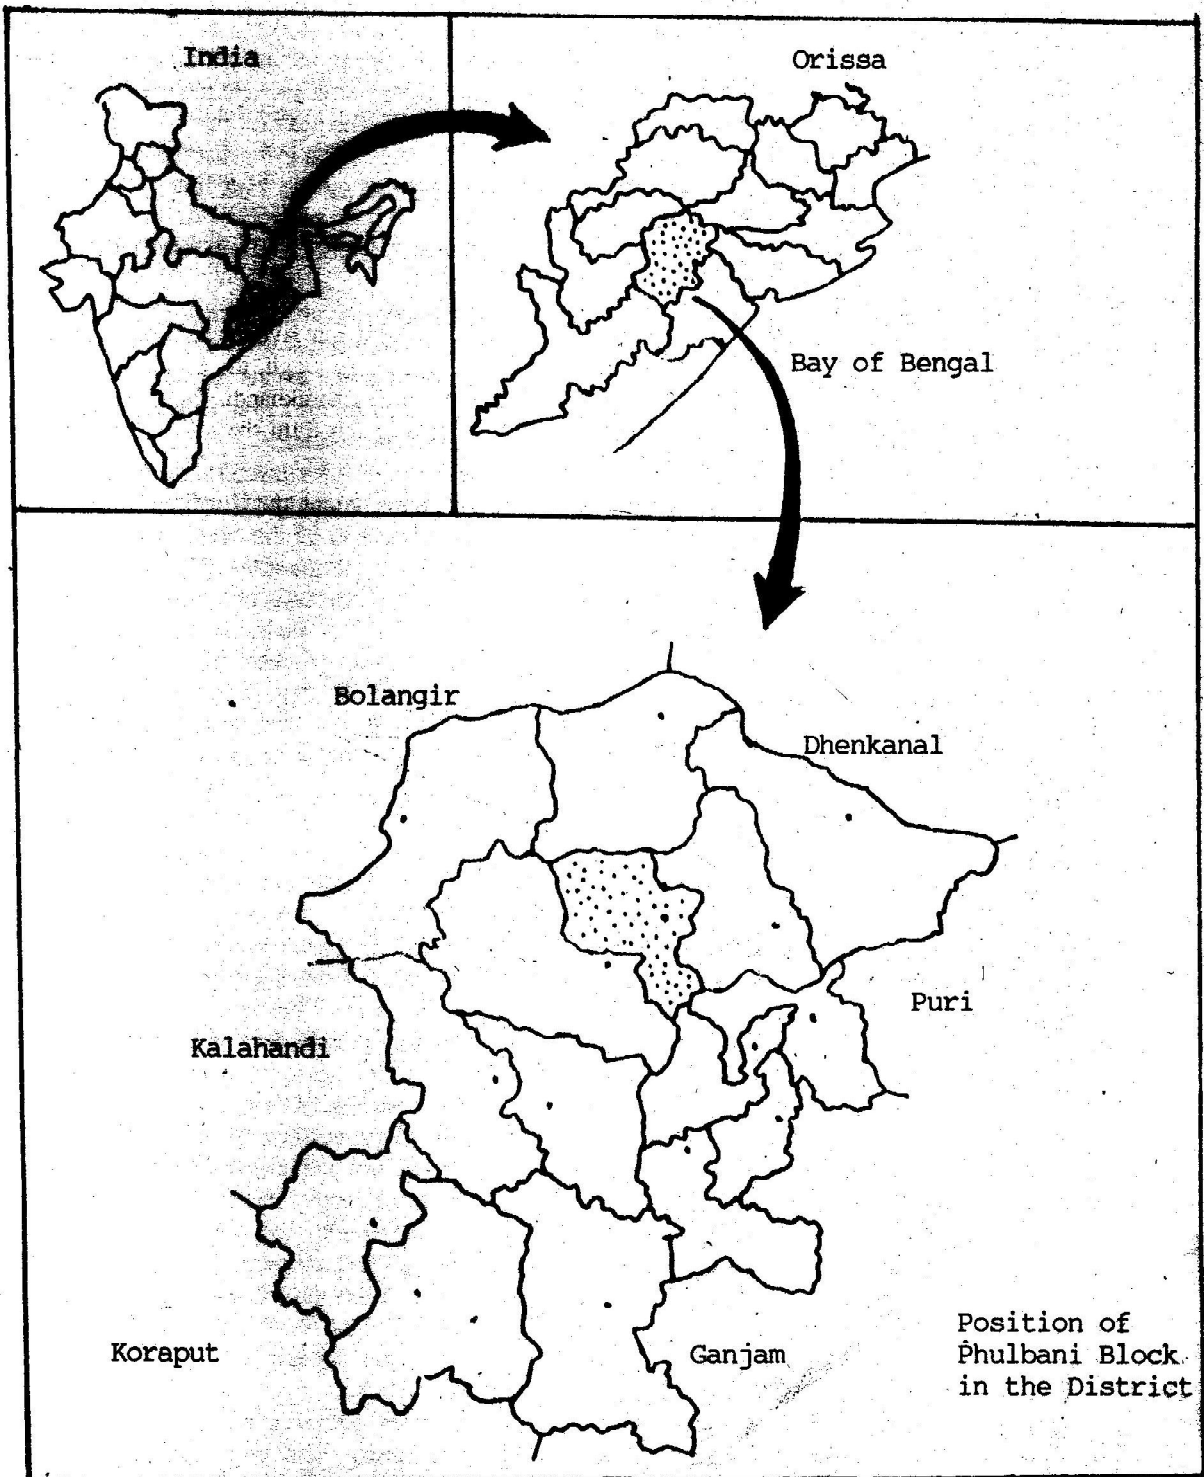 India
Orissa
Bay of Bengal
Bolangir
Dhenkanal
Puri
Kalahandi
Koraput
Ganjam
Position of
Phulbani Block
in the District